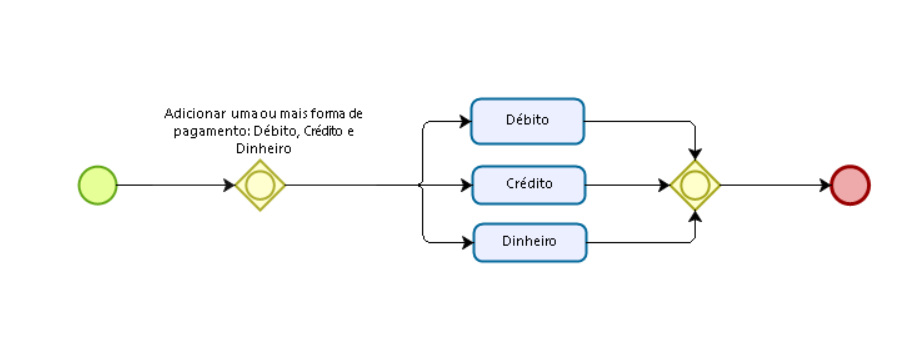 Adicionar uma ou mais forma de
pagamento: Débito, Crédito e
Dinheiro
Débito
Crédito
Dinheiro